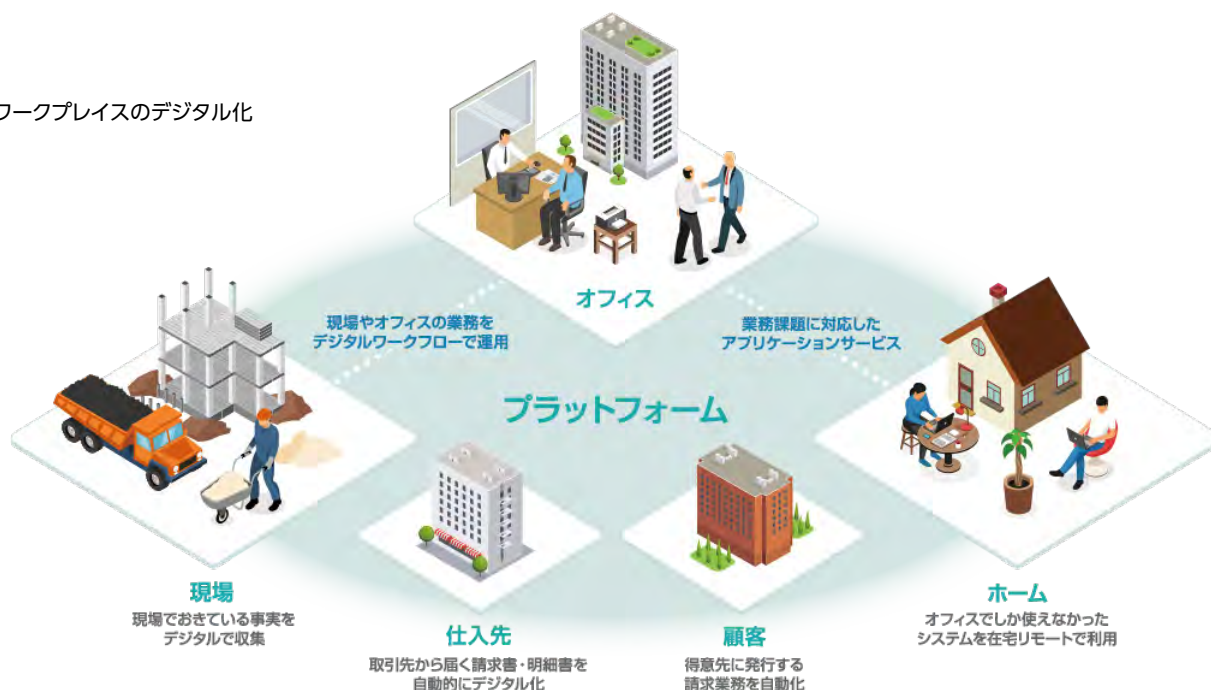 ワークプレイスのデジタル化
オフィス
現場やオフィスの業務を
デジタルワークフローで運用
業務課題に対応した
アプリケーションサービス
プラットフォーム
現場
現場でおきている事実を
デジタルで収集
仕入先
取引先から届く請求書・明細書を
自動的にデジタル化
顧客
得意先に発行する
請求業務を自動化
ホーム
オフィスでしか使えなかった
システムを在宅リモートで利用